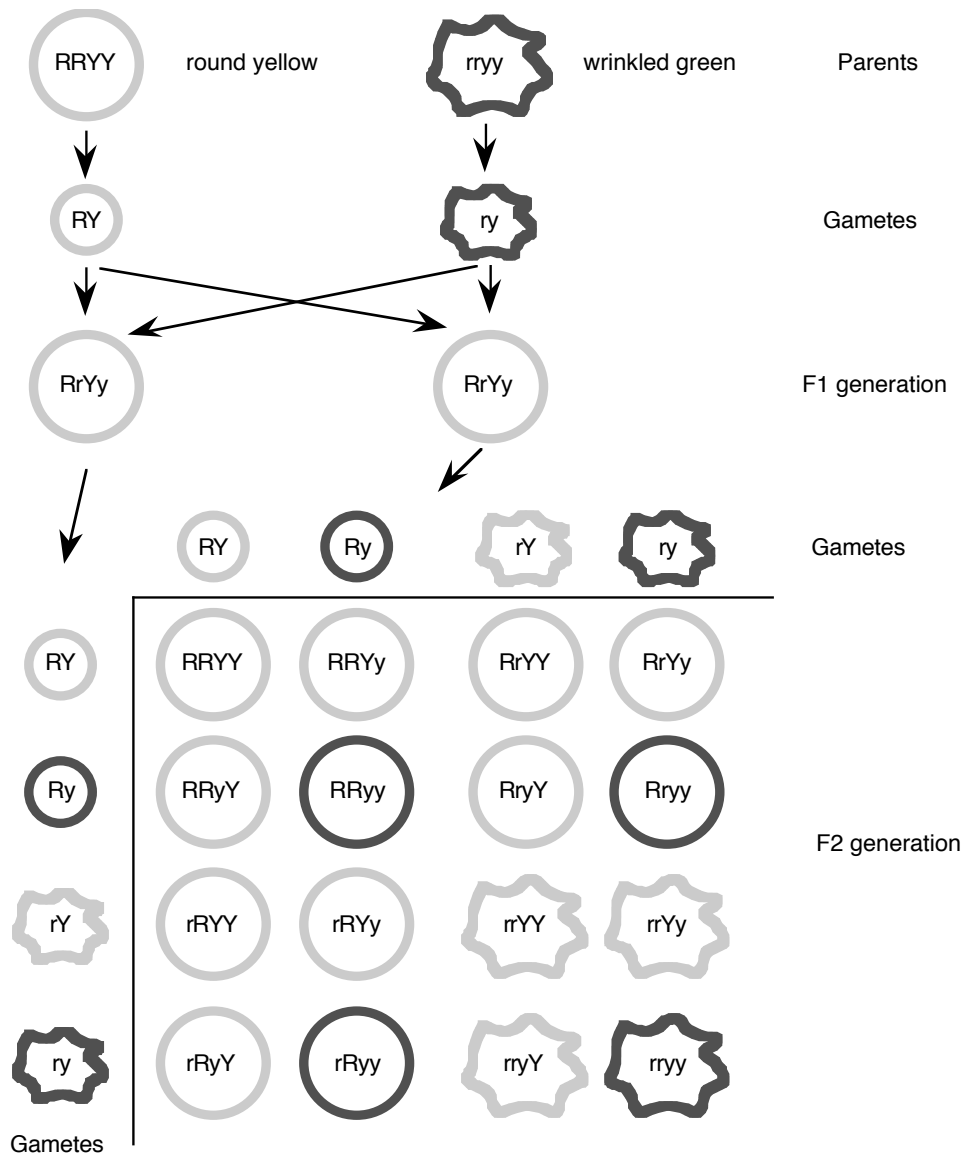 RRYY round yellow rryy wrinkled green Parents
RY ry Gametes
RrYy RrYy F1 generation
RY Ry rY ry Gametes
RY RRYY RRYy RrYY RrYy
Ry RRyY RRyy RryY Rryy
F2 generation
rY rRYY rRYy rrYY rrYy
ry rRyY rRyy rryY rryy
Gametes